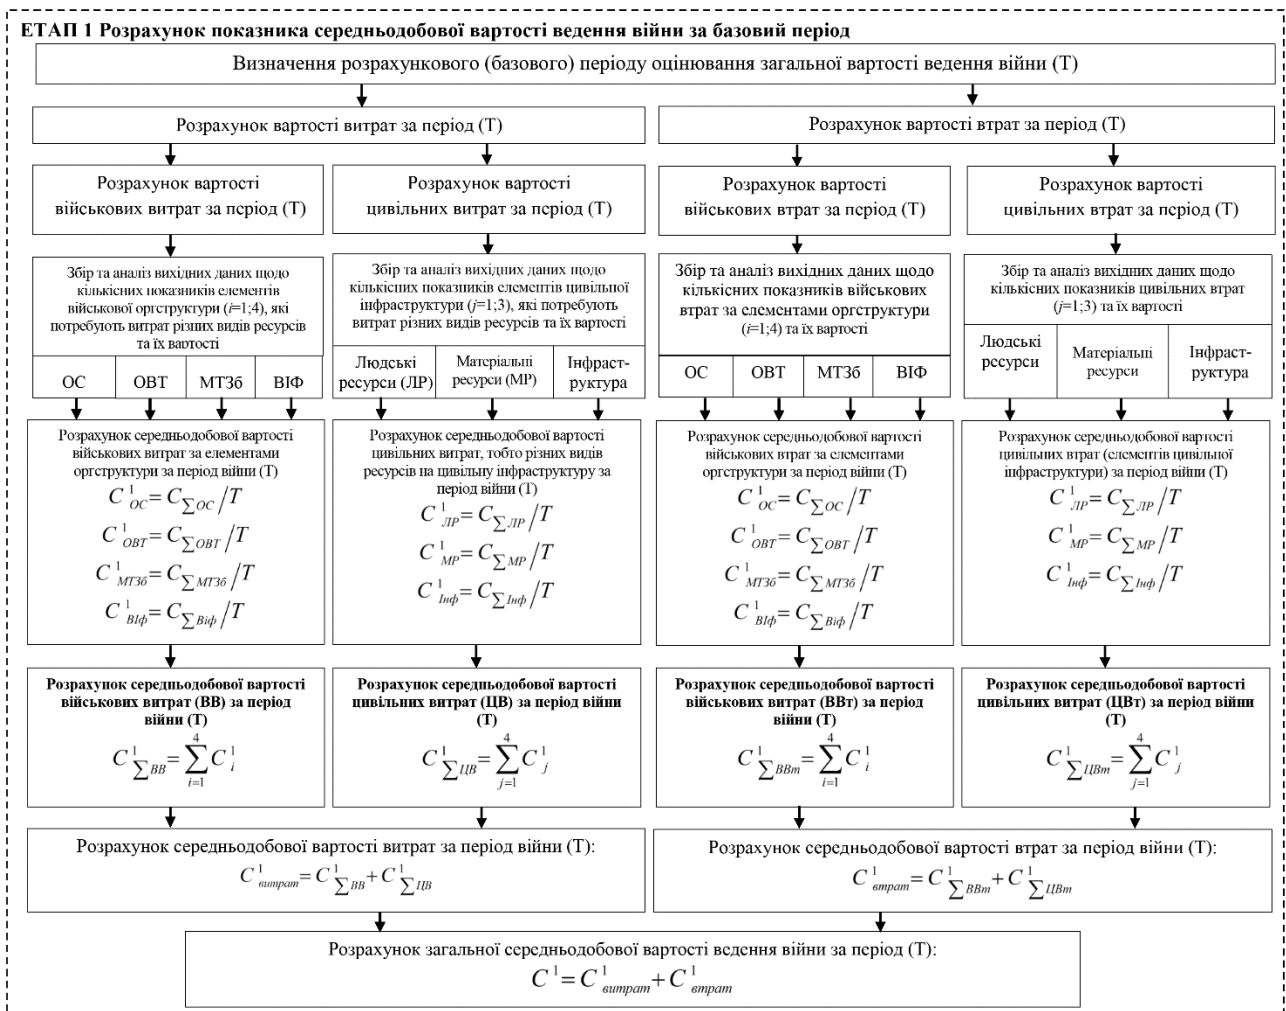 ЕТАП 1 Розрахунок показника середньодобової вартості ведення війни за базовий період
Визначення розрахункового (базового) періоду оцінювання загальної вартості ведення війни (Т)
Розрахунок вартості витрат за період (Т)
Розрахунок вартості втрат за період (Т)
Розрахунок вартості
військових витрат за період (Т)
Розрахунок вартості
цивільних витрат за період (Т)
Розрахунок вартості
військових втрат за період (Т)
Розрахунок вартості
цивільних втрат за період (Т)
Збір та аналіз вихідних даних щодо
кількісних показників елементів
військової оргструктури (i=1;4), які
потребують витрат різних видів ресурсів
та їх вартості
ОС ОВТ МТЗб ВІФ
Збір та аналіз вихідних даних щодо
кількісних показників елементів цивільної
інфраструктури (j=1;3), які потребують
витрат різних видів ресурсів та їх вартості
Людські
ресурси (ЛР)
Матеріальні
ресурси (МР)
Інфраст-
руктура
Збір та аналіз вихідних даних щодо
кількісних показників військових
втрат за елементами оргструктури
(i=1;4) та їх вартості
ОС ОВТ МТЗб ВІФ
Збір та аналіз вихідних даних щодо
кількісних показників цивільних втрат
(j=1;3) та їх вартості
Людські
ресурси
Матеріальні
ресурси
Інфраст-
руктура
Розрахунок середньодобової вартості
військових витрат за елементами
оргструктури за період війни (Т)
C¹ОС= C∑ОС/T
C¹ОВТ= C∑ОВТ/T
C¹МТЗб= C∑МТЗб/T
C¹ВІф= C∑Віф/T
Розрахунок середньодобової вартості
цивільних витрат, тобто різних видів
ресурсів на цивільну інфраструктуру за
період війни (Т)
C¹ЛР= C∑ЛР/T
C¹МР= C∑МР/T
C¹Інф= C∑Інф/T
Розрахунок середньодобової вартості
військових втрат за елементами
оргструктури за період війни (Т)
C¹ОС= C∑ОС/T
C¹ОВТ= C∑ОВТ/T
C¹МТЗб= C∑МТЗб/T
C¹ВІф= C∑Віф/T
Розрахунок середньодобової вартості
цивільних втрат (елементів цивільної
інфраструктури) за період війни (Т)
C¹ЛР= C∑ЛР/T
C¹МР= C∑МР/T
C¹Інф= C∑Інф/T
Розрахунок середньодобової вартості
військових витрат (ВВ) за період
війни (Т)
4
C¹∑ВВ= ∑ C¹i
i=1
Розрахунок середньодобової вартості
цивільних витрат (ЦВ) за період війни
(Т)
4
C¹∑ЦВ= ∑ C¹j
j=1
Розрахунок середньодобової вартості
військових витрат (ВВт) за період
війни (Т)
4
C¹∑ВВт= ∑ C¹i
i=1
Розрахунок середньодобової вартості
цивільних витрат (ЦВт) за період війни
(Т)
4
C¹∑ЦВт= ∑ C¹j
j=1
Розрахунок середньодобової вартості витрат за період війни (Т):
C¹витрат= C¹∑ВВ+ C¹∑ЦВ
Розрахунок середньодобової вартості втрат за період війни (Т):
C¹втрат= C¹∑ВВт+ C¹∑ЦВт
Розрахунок загальної середньодобової вартості ведення війни за період (Т):
C¹= C¹витрат+ C¹втрат